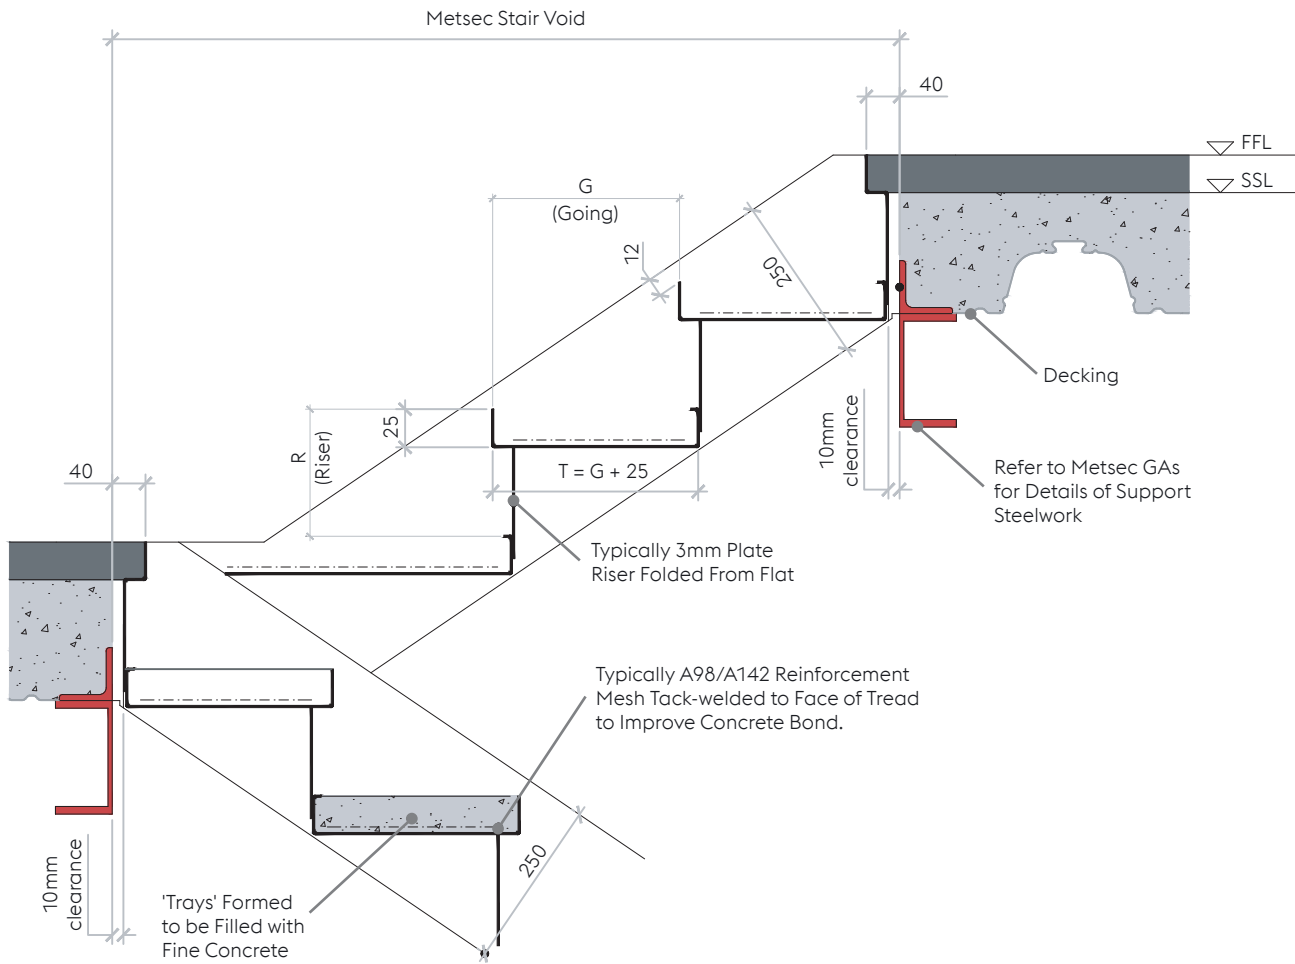 Metsec Stair Void
40
FFL
SSL
G
(Going)
12
250
Decking
R
(Riser)
25
T = G + 25
10mm
clearance
Refer to Metsec GAs
for Details of Support
Steelwork
40
Typically 3mm Plate
Riser Folded From Flat
Typically A98/A142 Reinforcement
Mesh Tack-welded to Face of Tread
to Improve Concrete Bond.
250
10mm
clearance
'Trays' Formed
to be Filled with
Fine Concrete